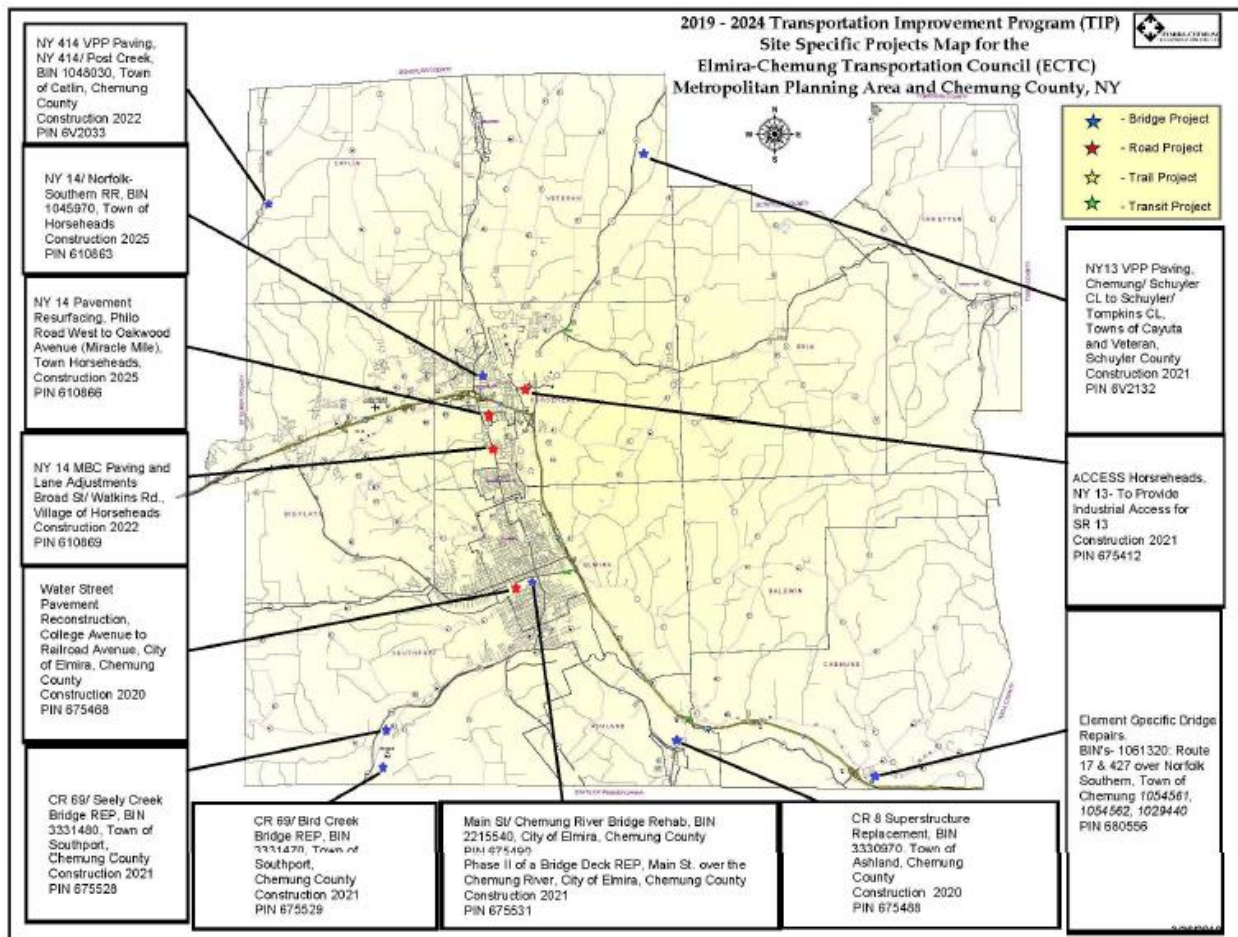 2019 - 2024 Transportation Improvement Program (TIP)
Site Specific Projects Map for the
Elmira-Chemung Transportation Council (ECTC)
Metropolitan Planning Area and Chemung County, NY
N
W
E
S
- Bridge Project
- Road Project
- Trail Project
- Transit Project
NY 414 VPP Paving,
NY 414/ Post Creek,
BIN 1048030, Town
of Catlin, Chemung
County
Construction 2022
PIN 6V2033
NY 14/ Norfolk-
Southern RR, BIN
1045970, Town of
Horseheads
Construction 2025
PIN 610863
NY 14 Pavement
Resurfacing, Philo
Road West to Oakwood
Avenue (Miracle Mile),
Town Horseheads,
Construction 2025
PIN 610866
NY 14 MBC Paving and
Lane Adjustments
Broad St/ Watkins Rd.,
Village of Horseheads
Construction 2022
PIN 610869
Water Street
Pavement
Reconstruction,
College Avenue to
Railroad Avenue, City
of Elmira, Chemung
County
Construction 2020
PIN 675468
CR 69/ Seely Creek
Bridge REP, BIN
3331480, Town of
Southport,
Chemung County
Construction 2021
PIN 675528
CR 69/ Bird Creek
Bridge REP, BIN
3331470, Town of
Southport,
Chemung County
Construction 2021
PIN 675529
Main St/ Chemung River Bridge Rehab, BIN
2215540, City of Elmira, Chemung County
PIN 675490
Phase II of a Bridge Deck REP, Main St. over the
Chemung River, City of Elmira, Chemung County
Construction 2021
PIN 675531
CR 8 Superstructure
Replacement, BIN
3330970. Town of
Ashland, Chemung
County
Construction 2020
PIN 675488
NY13 VPP Paving,
Chemung/ Schuyler
CL to Schuyler/
Tompkins CL,
Towns of Cayuta
and Veteran,
Schuyler County
Construction 2021
PIN 6V2132
ACCESS Horsreheads,
NY 13- To Provide
Industrial Access for
SR 13
Construction 2021
PIN 675412
Element Specific Bridge
Repairs.
BIN's- 1061320: Route
17 & 427 over Norfolk
Southern, Town of
Chemung 1054561,
1054562, 1029440
PIN 680556
CATLIN
VETERAN
ERIN
ELMIRA
BALDWIN
CHEMUNG
SOUTHPORT
ASHLAND